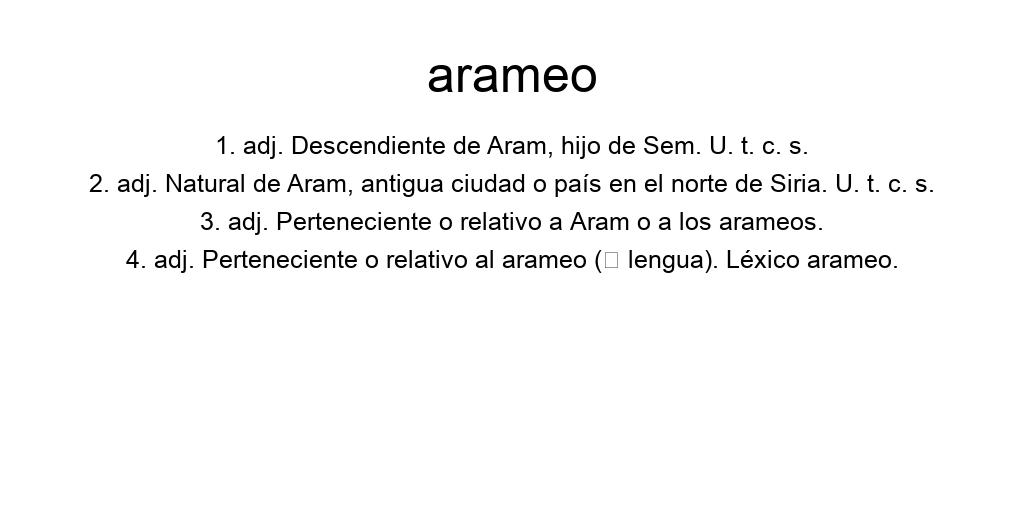 arameo
1. adj. Descendiente de Aram, hijo de Sem. U. t. c. s.
2. adj. Natural de Aram, antigua ciudad o país en el norte de Siria. U. t. c. s.
3. adj. Perteneciente o relativo a Aram o a los arameos.
4. adj. Perteneciente o relativo al arameo (□ lengua). Léxico arameo.